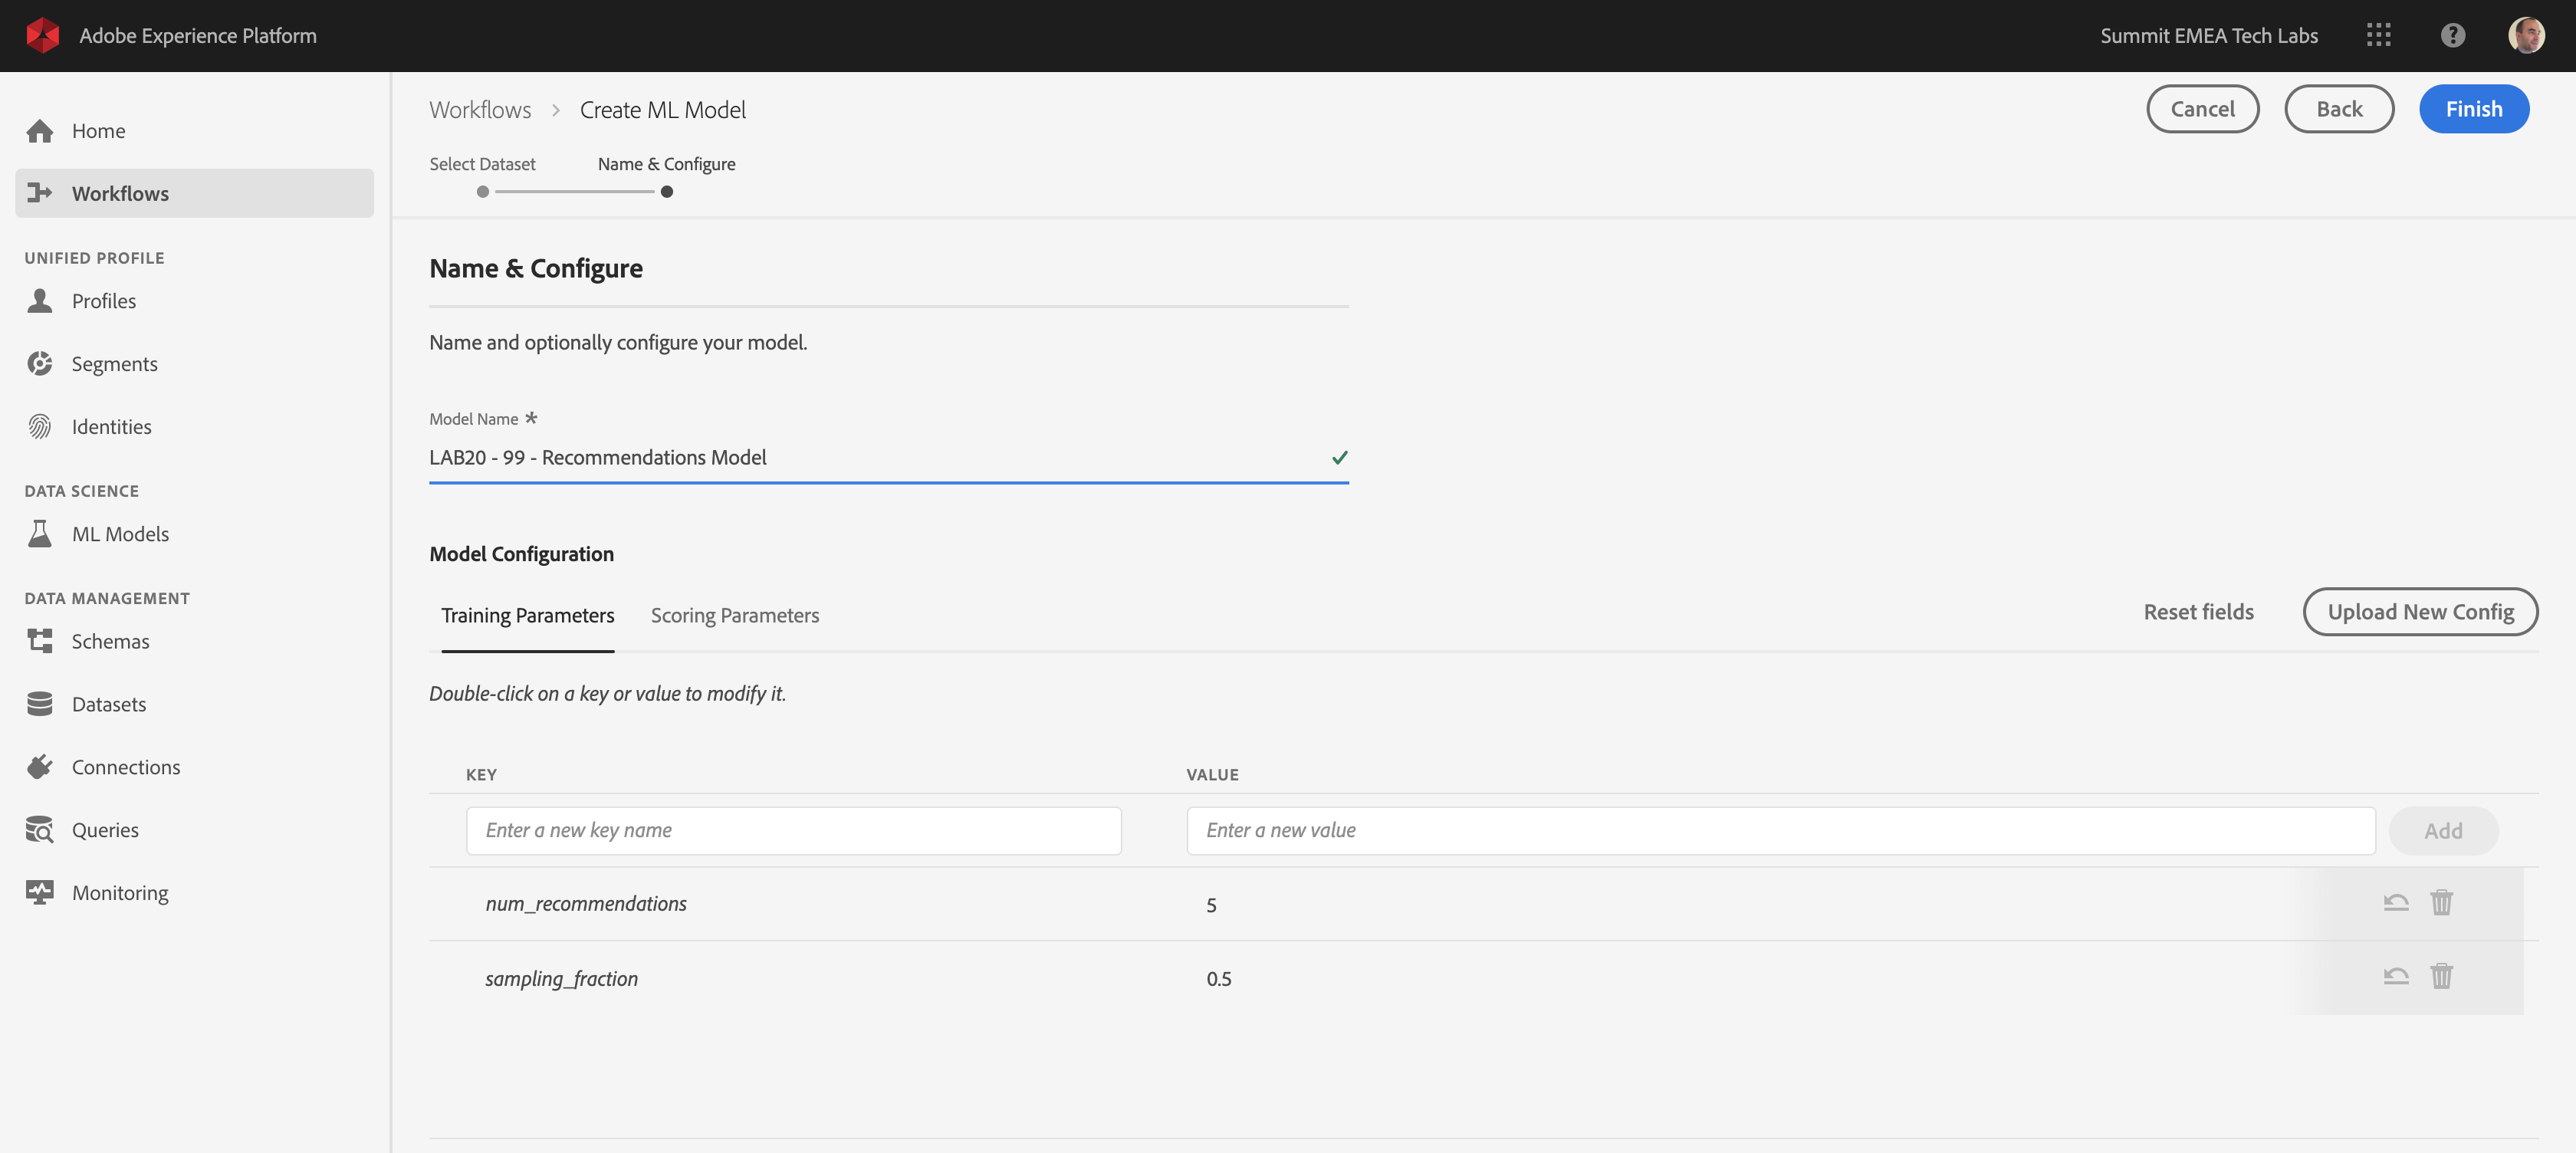 Adobe Experience Platform
Summit EMEA Tech Labs
?
Home
Workflows
UNIFIED PROFILE
Profiles
Segments
Identities
DATA SCIENCE
ML Models
DATA MANAGEMENT
Schemas
Datasets
Connections
Queries
Monitoring
Workflows > Create ML Model
Cancel
Back
Finish
Select Dataset
Name & Configure
Name & Configure
Name and optionally configure your model.
Model Name *
LAB20 - 99 - Recommendations Model
Model Configuration
Training Parameters
Scoring Parameters
Reset fields
Upload New Config
Double-click on a key or value to modify it.
KEY
VALUE
Enter a new key name
Enter a new value
Add
num_recommendations
5
sampling_fraction
0.5